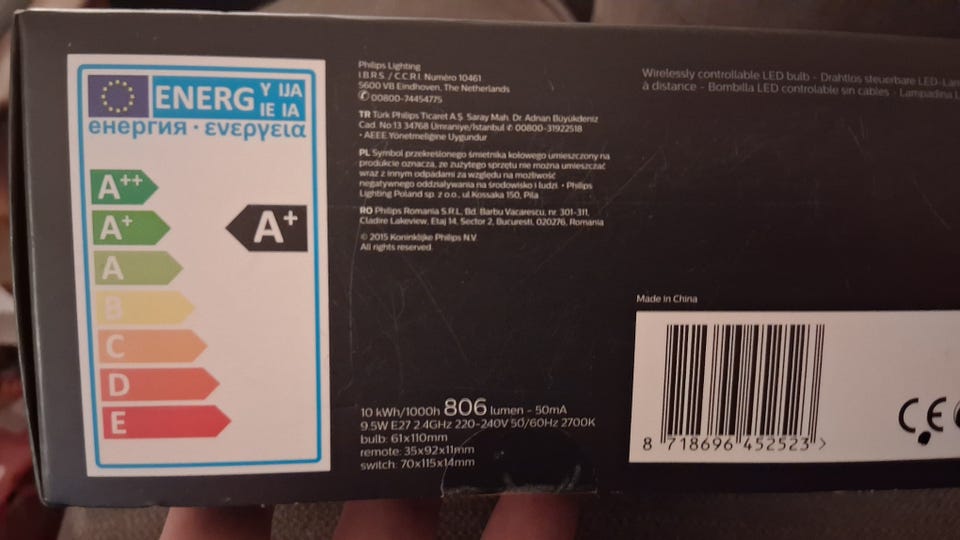 ENERG Y IJA
IE IA
енергия · ενεργεια
A++
A+
A
B
C
D
E
A+
Philips Lighting
I.B.R.S. / C.C.R.I. Numéro 10461
5600 VB Eindhoven, The Netherlands
✆ 00800-74454775
TR Türk Philips Ticaret A.Ş. Saray Mah. Dr. Adnan Büyükdeniz
Cad. No:13 34768 Ümraniye/İstanbul ✆ 00800-31922518
• AEEE Yönetmeliğine Uygundur
PL Symbol przekreślonego śmietnika kołowego umieszczony na
produkcie oznacza, że zużytego sprzętu nie można umieszczać
wraz z innym odpadami za względu na możliwość
negatywnego oddziaływania na środowisko i ludzi. • Philips
Lighting Poland sp. z o.o., ul.Kossaka 150, Piła
RO Philips Romania S.R.L, Bd. Barbu Vacarescu, nr. 301-311,
Cladire Lakeview, Etaj 14, Sector 2, Bucuresti, 020276, Romania
© 2015 Koninklijke Philips N.V.
All rights reserved.
10 kWh/1000h 806 lumen - 50mA
9.5W E27 2.4GHz 220-240V 50/60Hz 2700K
bulb: 61x110mm
remote: 35x92x11mm
switch: 70x115x14mm
Wirelessly controllable LED bulb - Drahtlos steuerbare LED-Lam
à distance - Bombilla LED controlable sin cables - Lampadina L
Made in China
8 718696 452523 >
CE